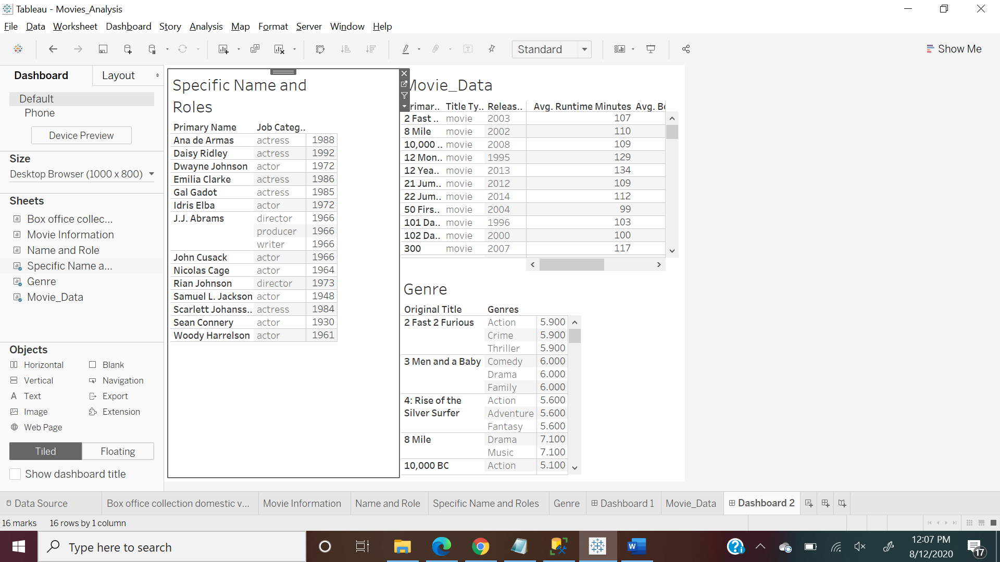 Tableau - Movies_Analysis
File Data Worksheet Dashboard Story Analysis Map Format Server Window Help
Standard
Show Me
Dashboard Layout
Default
Phone
Device Preview
Size
Desktop Browser (1000 x 800)
Sheets
Box office collec...
Movie Information
Name and Role
Specific Name a...
Genre
Movie_Data
Objects
Horizontal Blank
Vertical Navigation
A Text Export
Image Extension
Web Page
Tiled Floating
Show dashboard title
Specific Name and
Roles
Primary Name Job Categ..
Ana de Armas actress 1988
Daisy Ridley actress 1992
Dwayne Johnson actor 1972
Emilia Clarke actress 1986
Gal Gadot actress 1985
Idris Elba actor 1972
J.J. Abrams director 1966
producer 1966
writer 1966
John Cusack actor 1966
Nicolas Cage actor 1964
Rian Johnson director 1973
Samuel L. Jackson actor 1948
Scarlett Johanss.. actress 1984
Sean Connery actor 1930
Woody Harrelson actor 1961
Movie_Data
rimar.. Title Ty.. Releas.. Avg. Runtime Minutes Avg. Bo
2 Fast .. movie 2003 107
8 Mile movie 2002 110
10,000 .. movie 2008 109
12 Mon.. movie 1995 129
12 Yea.. movie 2013 134
21 Jum.. movie 2012 109
22 Jum.. movie 2014 112
50 Firs.. movie 2004 99
101 Da.. movie 1996 103
102 Da.. movie 2000 100
300 movie 2007 117
Genre
Original Title Genres
2 Fast 2 Furious Action 5.900
Crime 5.900
Thriller 5.900
3 Men and a Baby Comedy 6.000
Drama 6.000
Family 6.000
4: Rise of the Action 5.600
Silver Surfer Adventure 5.600
Fantasy 5.600
8 Mile Drama 7.100
Music 7.100
10,000 BC Action 5.100
Data Source Box office collection domestic v... Movie Information Name and Role Specific Name and Roles Genre Dashboard 1 Movie_Data Dashboard 2
16 marks 16 rows by 1 column
Type here to search
12:07 PM
8/12/2020
17